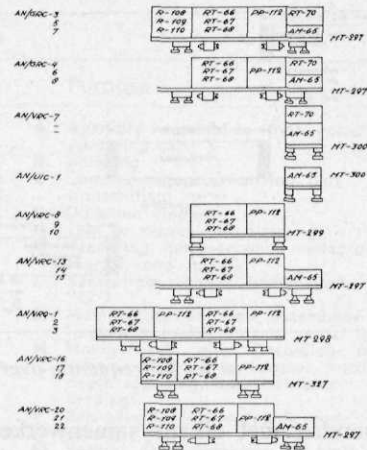 AN/GRC-3 R-108 RT-66 PP-112 RT-70
5 R-109 RT-67
7 R-110 RT-68 AM-65 MT-297
AN/GRC-4 RT-66 PP-112 RT-70
6 RT-67
8 RT-68 AM-65 MT-297
AN/VRC-7 RT-70
AM-65 MT-300
AN/UIC-1 AM-65 MT-300
AN/VRC-8 RT-66 PP-112
9 RT-67
10 RT-68 MT-299
AN/VRC-13 RT-66 PP-112
14 RT-67
15 RT-68 AM-65 MT-297
AN/VRQ-1 RT-66 PP-112 RT-66 PP-112
2 RT-67 RT-67
3 RT-68 RT-68 MT 298
AN/VRC-16 R-108 RT-66 PP-112
17 R-109 RT-67
18 R-110 RT-68 MT-327
AN/VRC-20 R-108 RT-66 PP-112
21 R-109 RT-67
22 R-110 RT-68 AM-65 MT-297